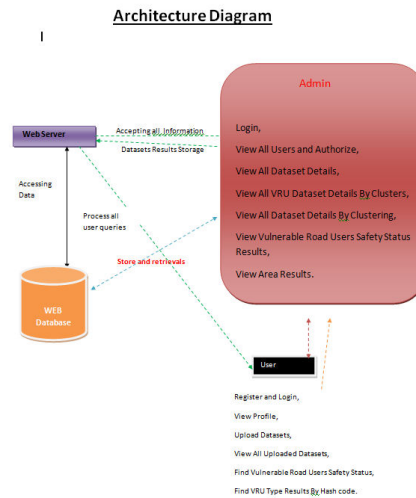 Architecture Diagram
Admin
Web Server
Accepting all Information
Datasets Results Storage
Login,
View All Users and Authorize,
View All Dataset Details,
View All VRU Dataset Details By Clusters,
View All Dataset Details By Clustering,
View Vulnerable Road Users Safety Status
Results,
View Area Results.
Accessing
Data
Process all
user queries
Store and retrievals
WEB
Database
User
Register and Login,
View Profile,
Upload Datasets,
View All Uploaded Datasets,
Find Vulnerable Road Users Safety Status,
Find VRU Type Results By Hash code.